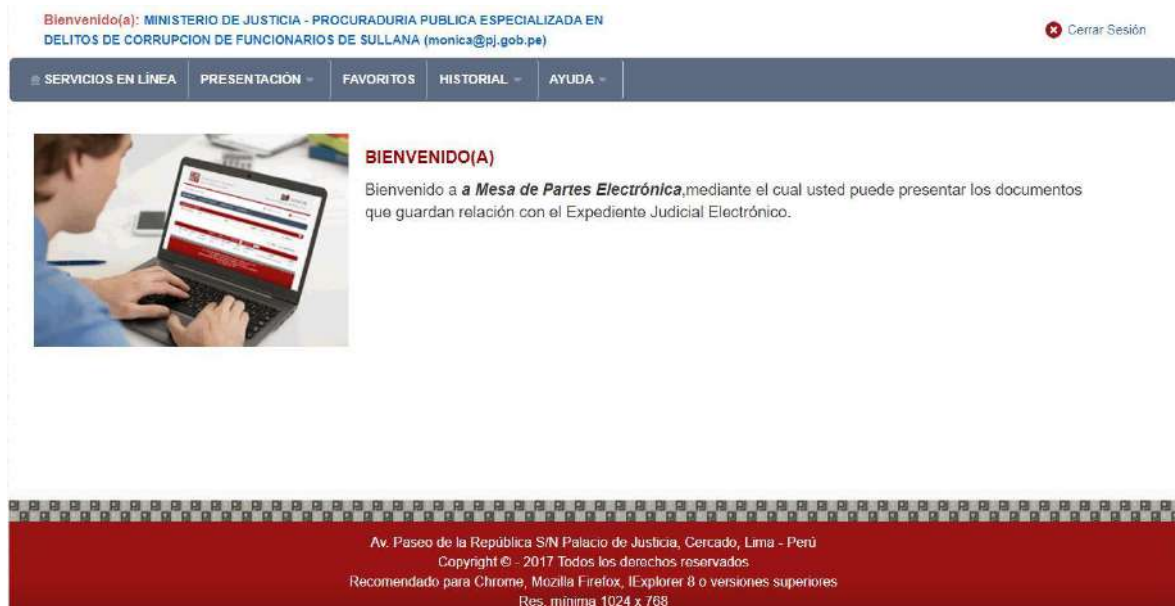 Bienvenido(a): MINISTERIO DE JUSTICIA - PROCURADURIA PUBLICA ESPECIALIZADA EN
DELITOS DE CORRUPCION DE FUNCIONARIOS DE SULLANA (monica@pj.gob.pe)
Cerrar Sesión
SERVICIOS EN LÍNEA PRESENTACIÓN FAVORITOS HISTORIAL AYUDA
BIENVENIDO(A)
Bienvenido a a Mesa de Partes Electrónica,mediante el cual usted puede presentar los documentos
que guardan relación con el Expediente Judicial Electrónico.
Av. Paseo de la República S/N Palacio de Justicia, Cercado, Lima - Perú
Copyright © - 2017 Todos los derechos reservados
Recomendado para Chrome, Mozilla Firefox, IExplorer 8 o versiones superiores
Res. mínima 1024 x 768